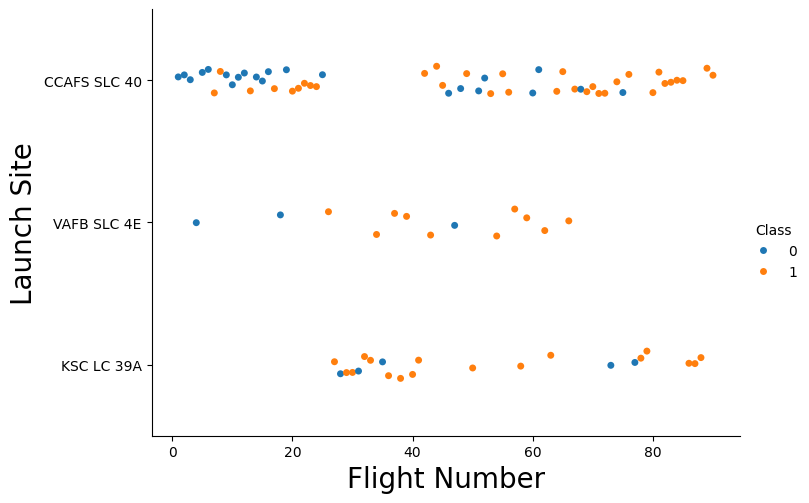 CCAFS SLC 40
VAFB SLC 4E
KSC LC 39A
Launch Site
0
20
40
60
80
Flight Number
Class
0
1